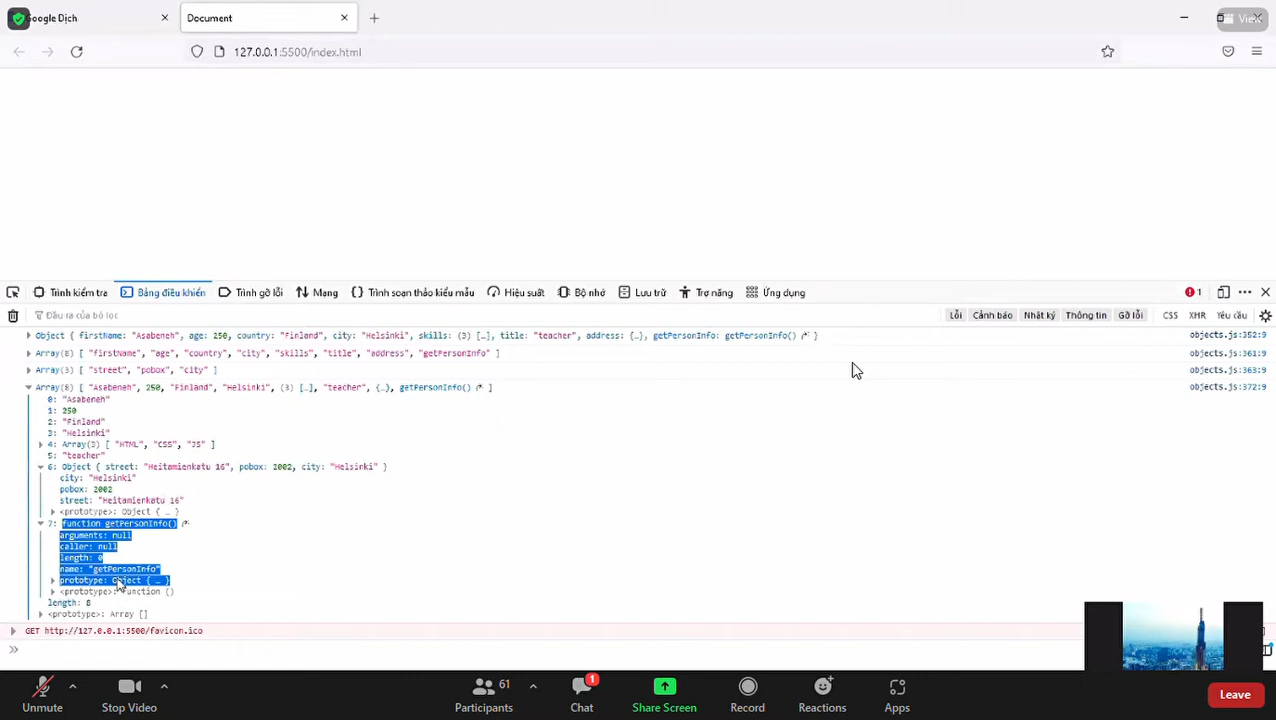 Google Dịch
Document
View
127.0.0.1:5500/index.html
Trình kiểm tra
Bảng điều khiển
Trình gỡ lỗi
Mạng
Trình soạn thảo kiểu mẫu
Hiệu suất
Bộ nhớ
Lưu trữ
Trợ năng
Ứng dụng
1
Đầu ra của bộ lọc
Lỗi
Cảnh báo
Nhật ký
Thông tin
Gỡ lỗi
CSS
XHR
Yêu cầu
Object { firstName: "Asabeneh", age: 250, country: "Finland", city: "Helsinki", skills: (3) […], title: "teacher", address: {…}, getPersonInfo: getPersonInfo() }
objects.js:352:9
Array(8) [ "firstName", "age", "country", "city", "skills", "title", "address", "getPersonInfo" ]
objects.js:361:9
Array(3) [ "street", "pobox", "city" ]
objects.js:363:9
Array(8) [ "Asabeneh", 250, "Finland", "Helsinki", (3) […], "teacher", {…}, getPersonInfo() ]
objects.js:372:9
0: "Asabeneh"
1: 250
2: "Finland"
3: "Helsinki"
4: Array(3) [ "HTML", "CSS", "JS" ]
5: "teacher"
6: Object { street: "Heitamienkatu 16", pobox: 2002, city: "Helsinki" }
city: "Helsinki"
pobox: 2002
street: "Heitamienkatu 16"
<prototype>: Object { … }
7: function getPersonInfo()
arguments: null
caller: null
length: 0
name: "getPersonInfo"
prototype: Object { … }
<prototype>: function ()
length: 8
<prototype>: Array []
GET http://127.0.0.1:5500/favicon.ico
Unmute
Stop Video
61
Participants
1
Chat
Share Screen
Record
Reactions
Apps
Leave